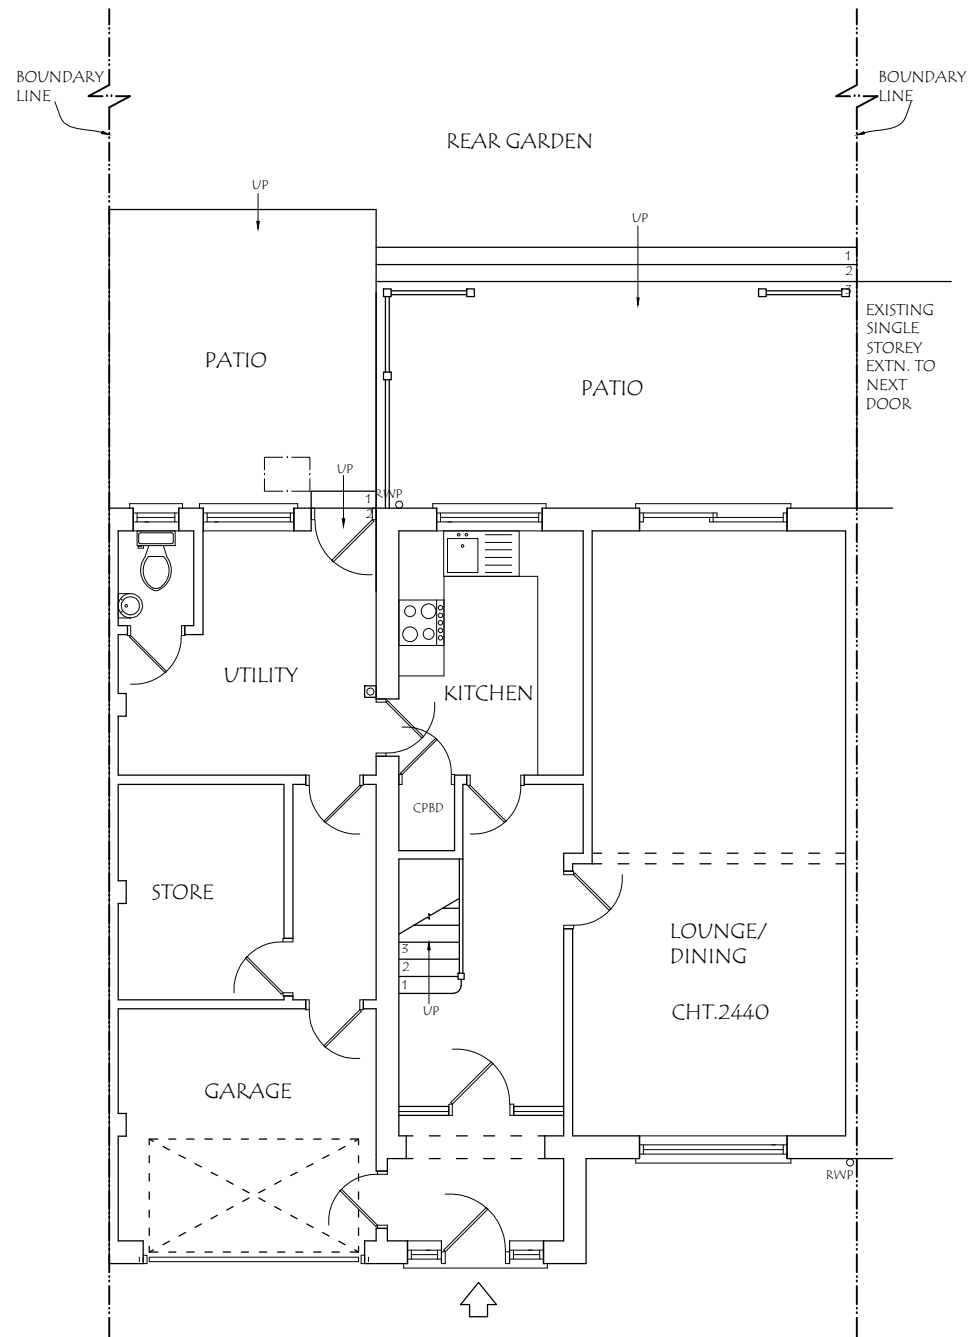 BOUNDARY
LINE
BOUNDARY
LINE
REAR GARDEN
UP
UP
1
2
3
EXISTING
SINGLE
STOREY
EXTN. TO
NEXT
DOOR
PATIO
PATIO
UP
1
2
RWP
UTILITY
KITCHEN
CPBD
STORE
3
2
1
UP
LOUNGE/
DINING
CHT.2440
GARAGE
RWP